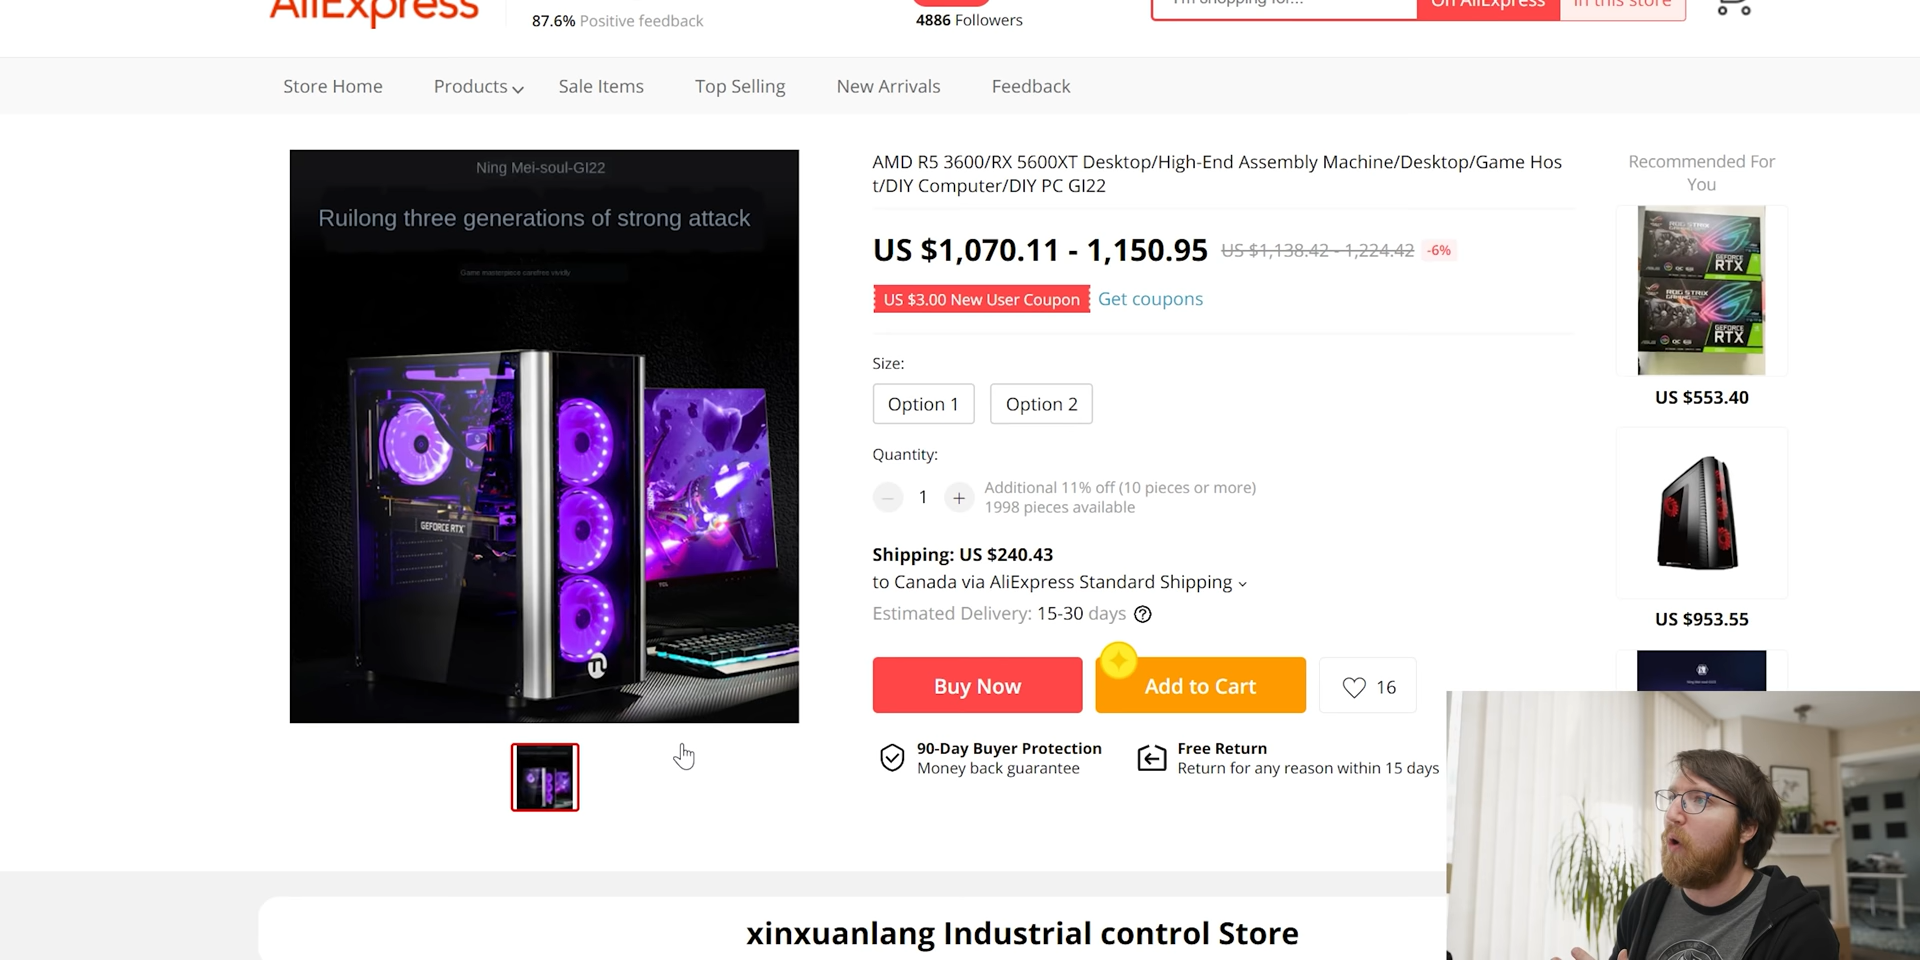 AliExpress
87.6% Positive feedback
4886 Followers
I'm shopping for...
On AliExpress
In this store
Store Home
Products
Sale Items
Top Selling
New Arrivals
Feedback
Ning Mei-soul-GI22
Ruilong three generations of strong attack
Game masterpiece carefree vividly
GEFORCE RTX
TCL
AMD R5 3600/RX 5600XT Desktop/High-End Assembly Machine/Desktop/Game Hos
t/DIY Computer/DIY PC GI22
US $1,070.11 - 1,150.95 US $1,138.42 - 1,224.42 -6%
US $3.00 New User Coupon Get coupons
Size:
Option 1
Option 2
Quantity:
1
Additional 11% off (10 pieces or more)
1998 pieces available
Shipping: US $240.43
to Canada via AliExpress Standard Shipping
Estimated Delivery: 15-30 days
Buy Now
Add to Cart
16
90-Day Buyer Protection
Money back guarantee
Free Return
Return for any reason within 15 days
Recommended For
You
ROG STRIX
GEFORCE
RTX
ROG STRIX
GEFORCE
RTX
US $553.40
US $953.55
xinxuanlang Industrial control Store